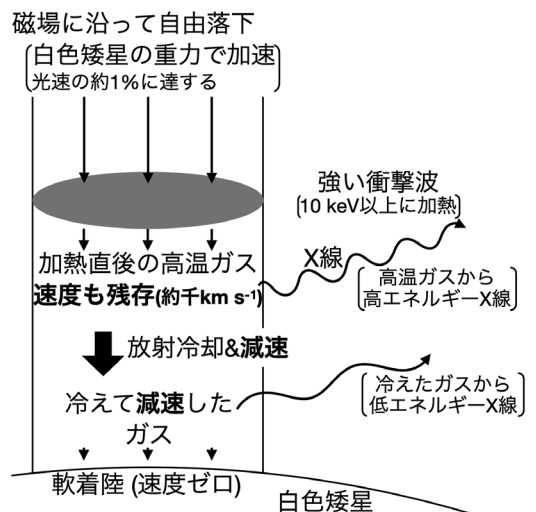 磁場に沿って自由落下
(白色矮星の重力で加速
光速の約1%に達する)
強い衝撃波
(10 keV以上に加熱)
X線
加熱直後の高温ガス
速度も残存(約千km s-1)
(高温ガスから
高エネルギーX線)
放射冷却&減速
冷えて減速した
ガス
(冷えたガスから
低エネルギーX線)
軟着陸 (速度ゼロ)
白色矮星